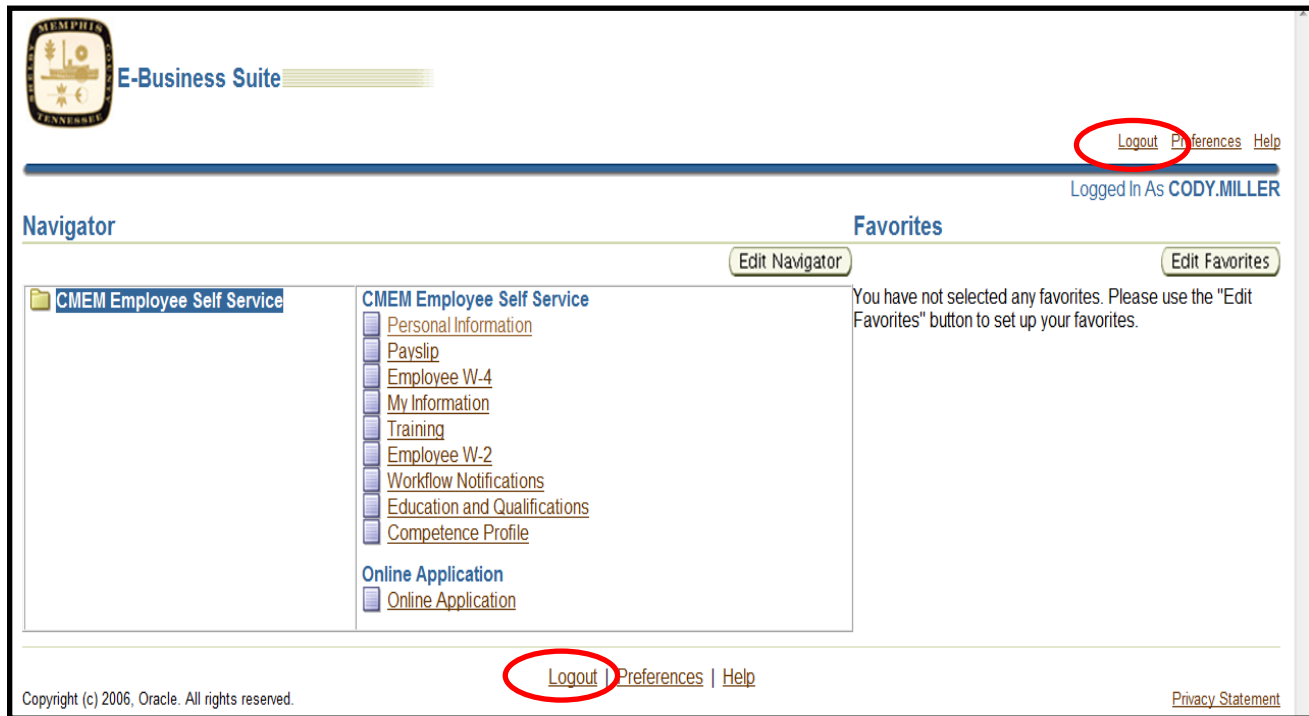 MEMPHIS
SHELBY
COUNTY
TENNESSEE
E-Business Suite
Logout Preferences Help
Logged In As CODY.MILLER
Navigator
Favorites
Edit Navigator
Edit Favorites
CMEM Employee Self Service
CMEM Employee Self Service
Personal Information
Payslip
Employee W-4
My Information
Training
Employee W-2
Workflow Notifications
Education and Qualifications
Competence Profile
Online Application
Online Application
You have not selected any favorites. Please use the "Edit
Favorites" button to set up your favorites.
Logout | Preferences | Help
Copyright (c) 2006, Oracle. All rights reserved.
Privacy Statement